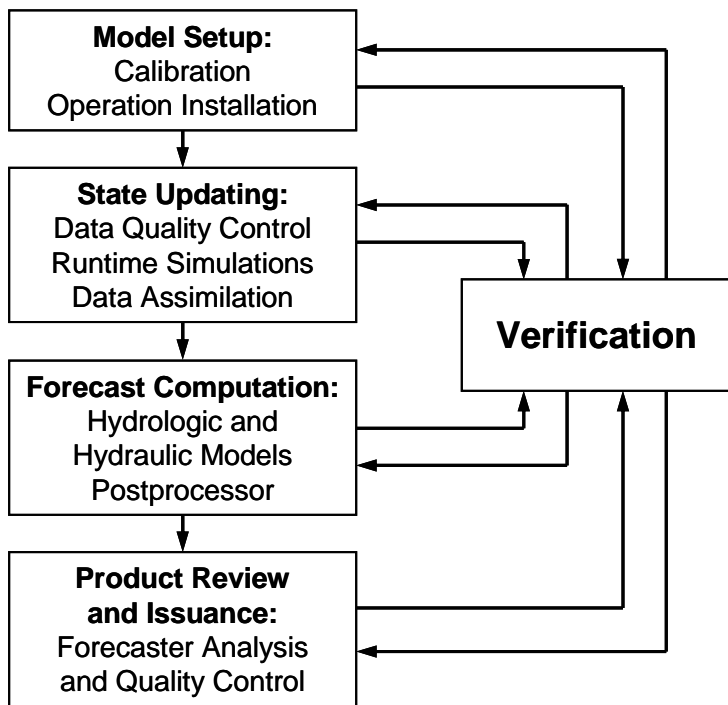 Model Setup:
Calibration
Operation Installation
State Updating:
Data Quality Control
Runtime Simulations
Data Assimilation
Verification
Forecast Computation:
Hydrologic and
Hydraulic Models
Postprocessor
Product Review
and Issuance:
Forecaster Analysis
and Quality Control